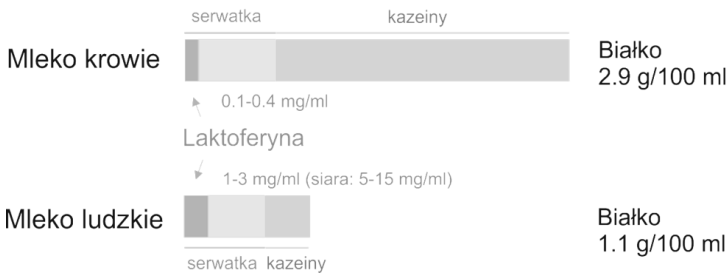 serwatka kazeiny
Mleko krowie
Białko
2.9 g/100 ml
0.1-0.4 mg/ml
Laktoferyna
1-3 mg/ml (siara: 5-15 mg/ml)
Mleko ludzkie
Białko
1.1 g/100 ml
serwatka kazeiny